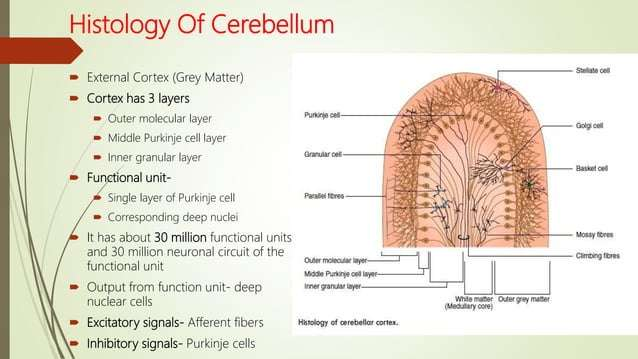 Histology Of Cerebellum
External Cortex (Grey Matter)
Cortex has 3 layers
Outer molecular layer
Middle Purkinje cell layer
Inner granular layer
Functional unit-
Single layer of Purkinje cell
Corresponding deep nuclei
It has about 30 million functional units
and 30 million neuronal circuit of the
functional unit
Output from function unit- deep
nuclear cells
Excitatory signals- Afferent fibers
Inhibitory signals- Purkinje cells
Stellate cell
Purkinje cell
Golgi cell
Granular cell
Basket cell
Parallel fibres
Mossy fibres
Climbing fibres
Outer molecular layer
Middle Purkinje cell layer
Inner granular layer
White matter
(Medullary core)
Outer grey matter
Histology of cerebellar cortex.